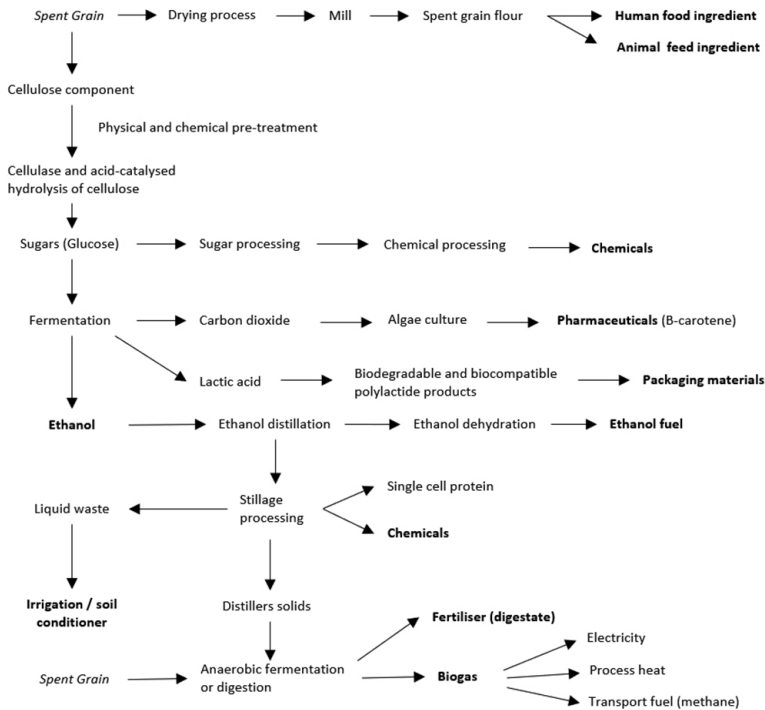 Spent Grain Drying process Mill Spent grain flour Human food ingredient
Animal feed ingredient
Cellulose component
Physical and chemical pre-treatment
Cellulase and acid-catalysed
hydrolysis of cellulose
Sugars (Glucose) Sugar processing Chemical processing Chemicals
Fermentation Carbon dioxide Algae culture Pharmaceuticals (B-carotene)
Lactic acid
Biodegradable and biocompatible
polylactide products
Packaging materials
Ethanol Ethanol distillation Ethanol dehydration Ethanol fuel
Single cell protein
Liquid waste
Stillage
processing
Chemicals
Irrigation / soil
conditioner
Distillers solids
Fertiliser (digestate)
Electricity
Spent Grain
Anaerobic fermentation
or digestion
Biogas
Process heat
Transport fuel (methane)